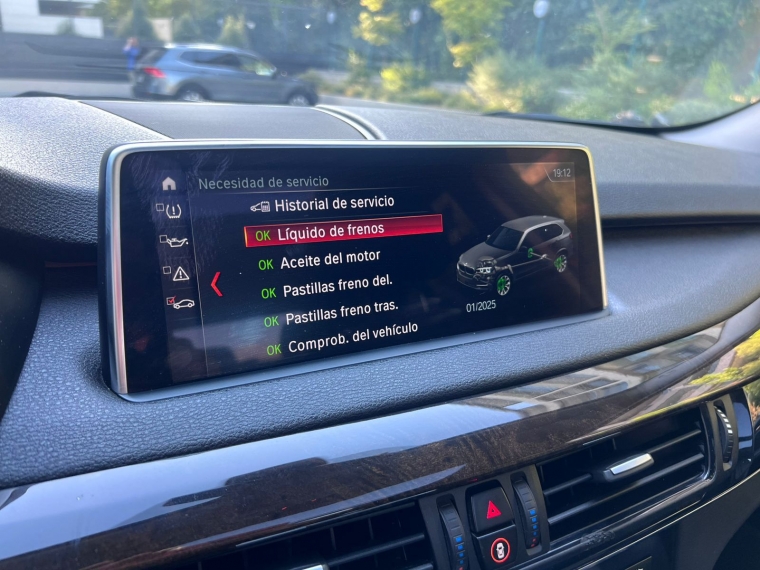 Necesidad de servicio
19:12
Historial de servicio
OK Líquido de frenos
OK Aceite del motor
OK Pastillas freno del.
OK Pastillas freno tras.
OK Comprob. del vehículo
01/2025